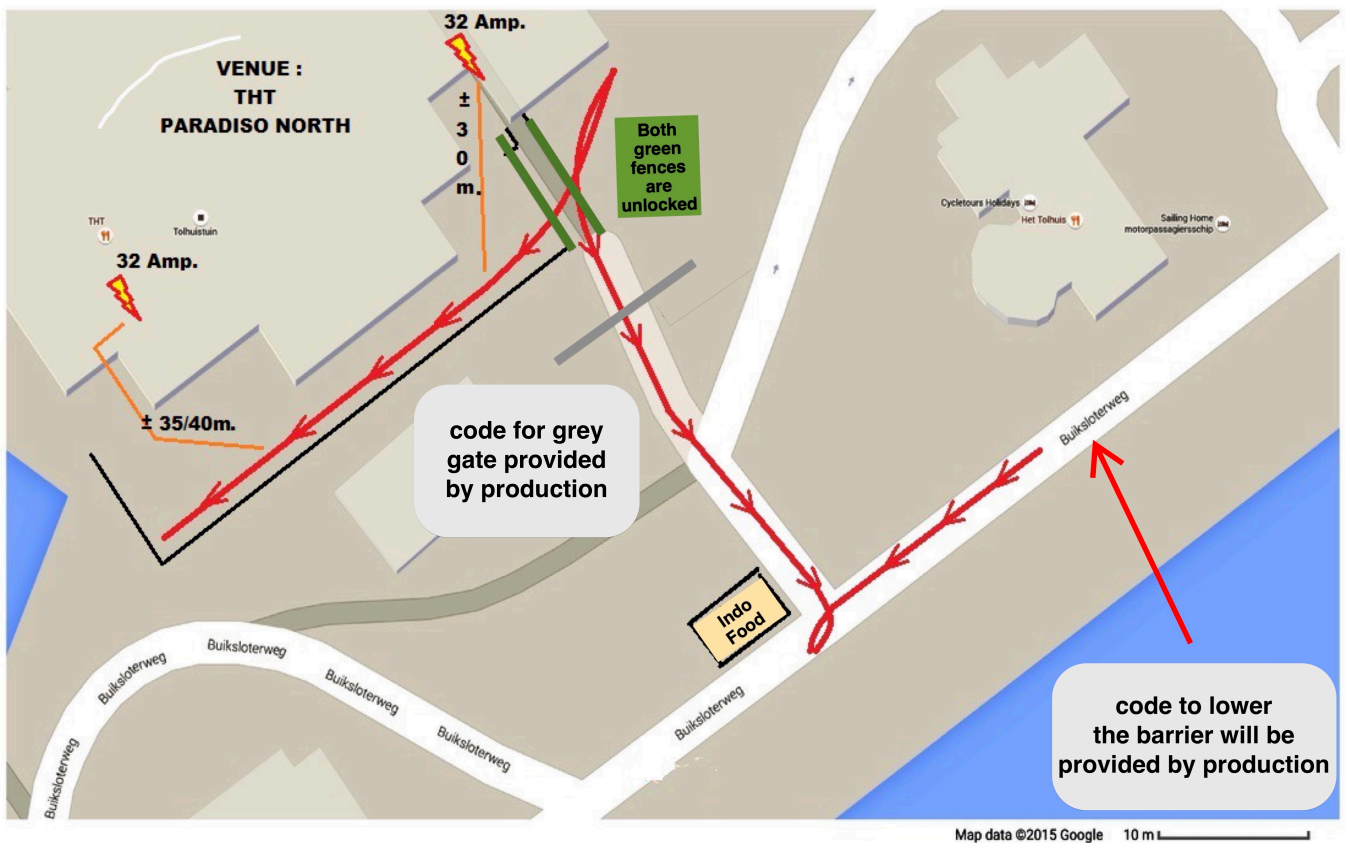 32 Amp.
VENUE :
THT
PARADISO NORTH
±
3
0
m.
Both
green
fences
are
unlocked
THT
Tolhuistuin
32 Amp.
Cycletours Holidays
Het Tolhuis
Sailing Home
motorpassagiersschip
± 35/40m.
code for grey
gate provided
by production
Buiksloterweg
Indo
Food
Buiksloterweg
Buiksloterweg
Buiksloterweg
Buiksloterweg
Buiksloterweg
Buiksloterweg
code to lower
the barrier will be
provided by production
Map data ©2015 Google
10 m